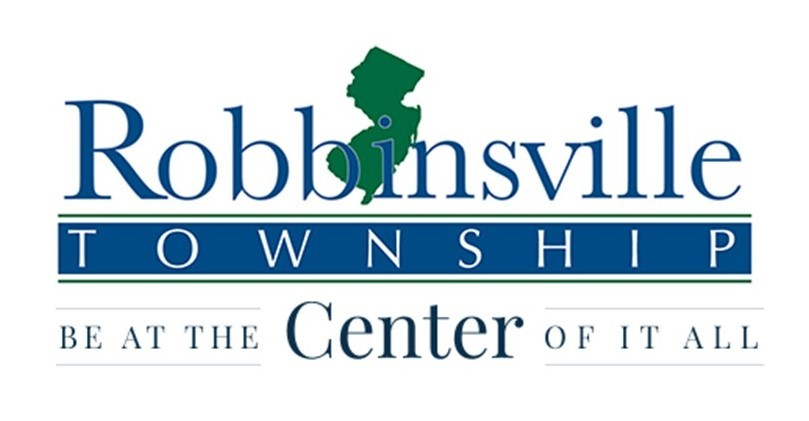 Robbinsville
TOWNSHIP
BE AT THE Center OF IT ALL